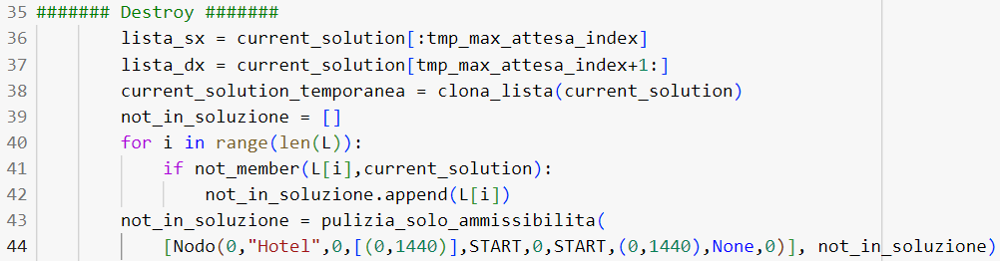 35 ####### Destroy #######
36 lista_sx = current_solution[:tmp_max_attesa_index]
37 lista_dx = current_solution[tmp_max_attesa_index+1:]
38 current_solution_temporanea = clona_lista(current_solution)
39 not_in_soluzione = []
40 for i in range(len(L)):
41 if not_member(L[i],current_solution):
42 not_in_soluzione.append(L[i])
43 not_in_soluzione = pulizia_solo_ammissibilita(
44 [Nodo(0,"Hotel",0,[(0,1440)],START,0,START,(0,1440),None,0)], not_in_soluzione)